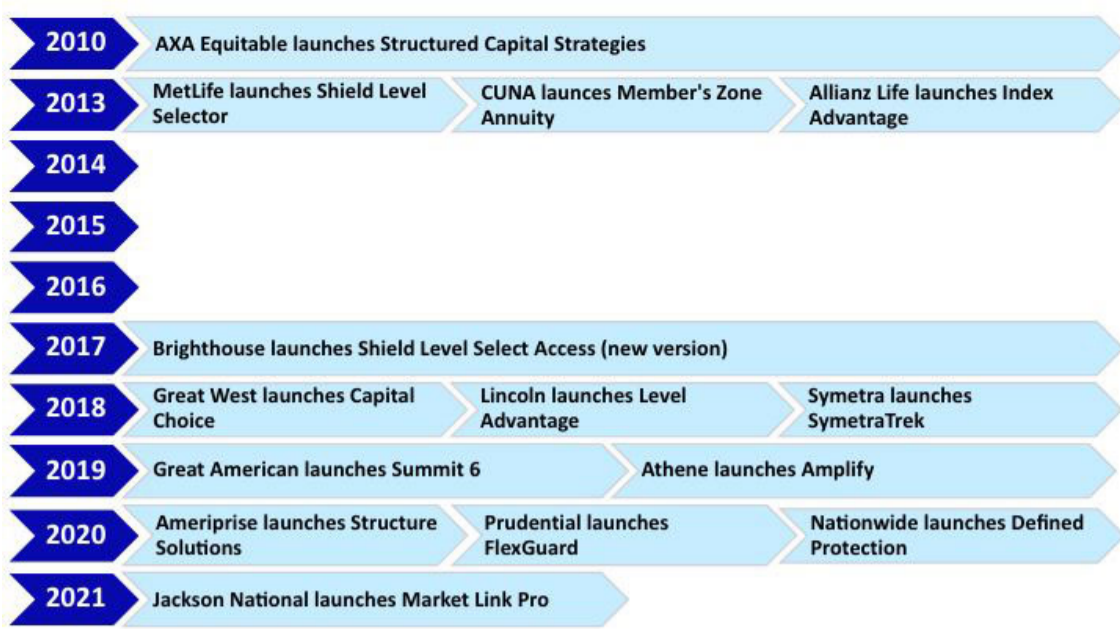 2010
AXA Equitable launches Structured Capital Strategies
2013
MetLife launches Shield Level
Selector
CUNA launces Member's Zone
Annuity
Allianz Life launches Index
Advantage
2014
2015
2016
2017
Brighthouse launches Shield Level Select Access (new version)
2018
Great West launches Capital
Choice
Lincoln launches Level
Advantage
Symetra launches
SymetraTrek
2019
Great American launches Summit 6
Athene launches Amplify
2020
Ameriprise launches Structure
Solutions
Prudential launches
FlexGuard
Nationwide launches Defined
Protection
2021
Jackson National launches Market Link Pro